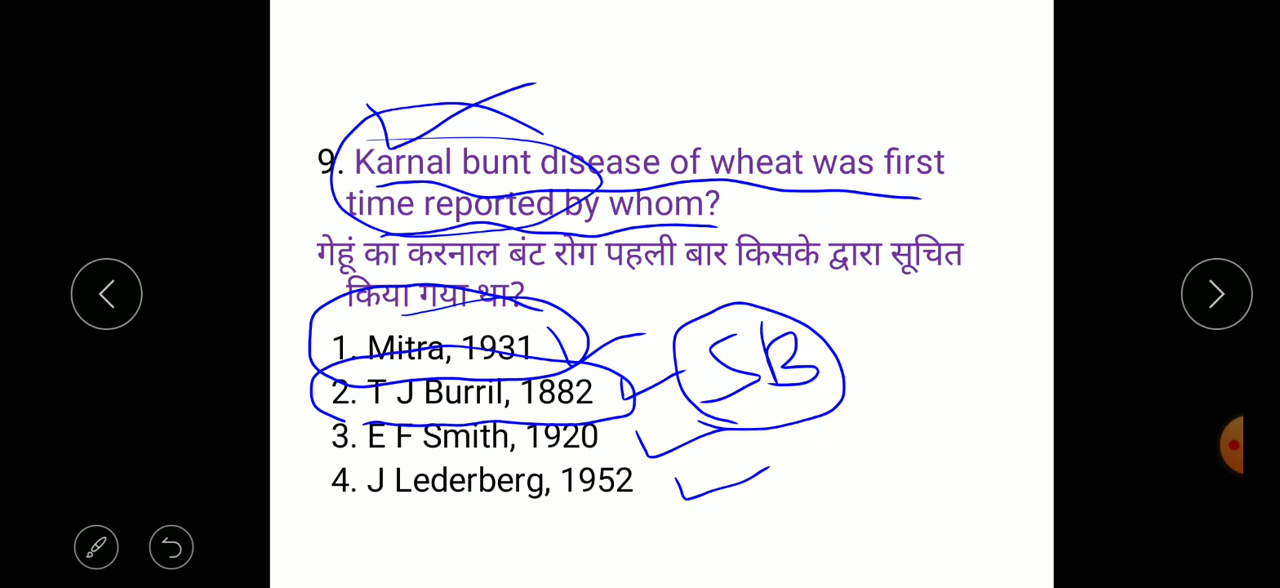 9. Karnal bunt disease of wheat was first
time reported by whom?
गेहूं का करनाल बंट रोग पहली बार किसके द्वारा सूचित
किया गया था?
1. Mitra, 1931
2. T J Burril, 1882
SB
3. E F Smith, 1920
4. J Lederberg, 1952